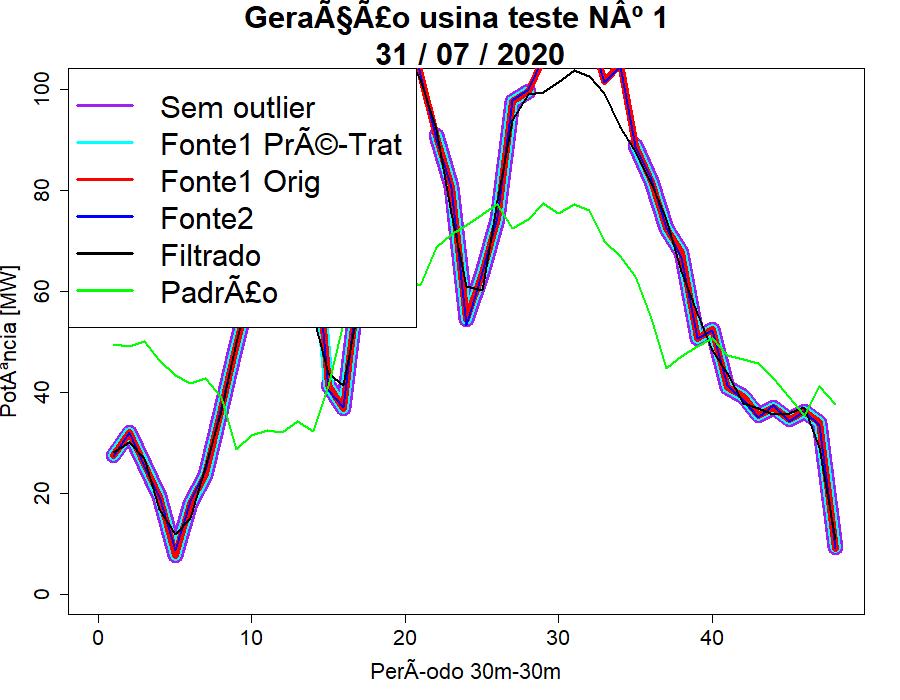 GeraÃ§Ã£o usina teste NÂº 1
31 / 07 / 2020
Sem outlier
Fonte1 PrÃ©-Trat
Fonte1 Orig
Fonte2
Filtrado
PadrÃ£o
PotÃªncia [MW]
100
80
60
40
20
0
0 10 20 30 40
PerÃ-odo 30m-30m